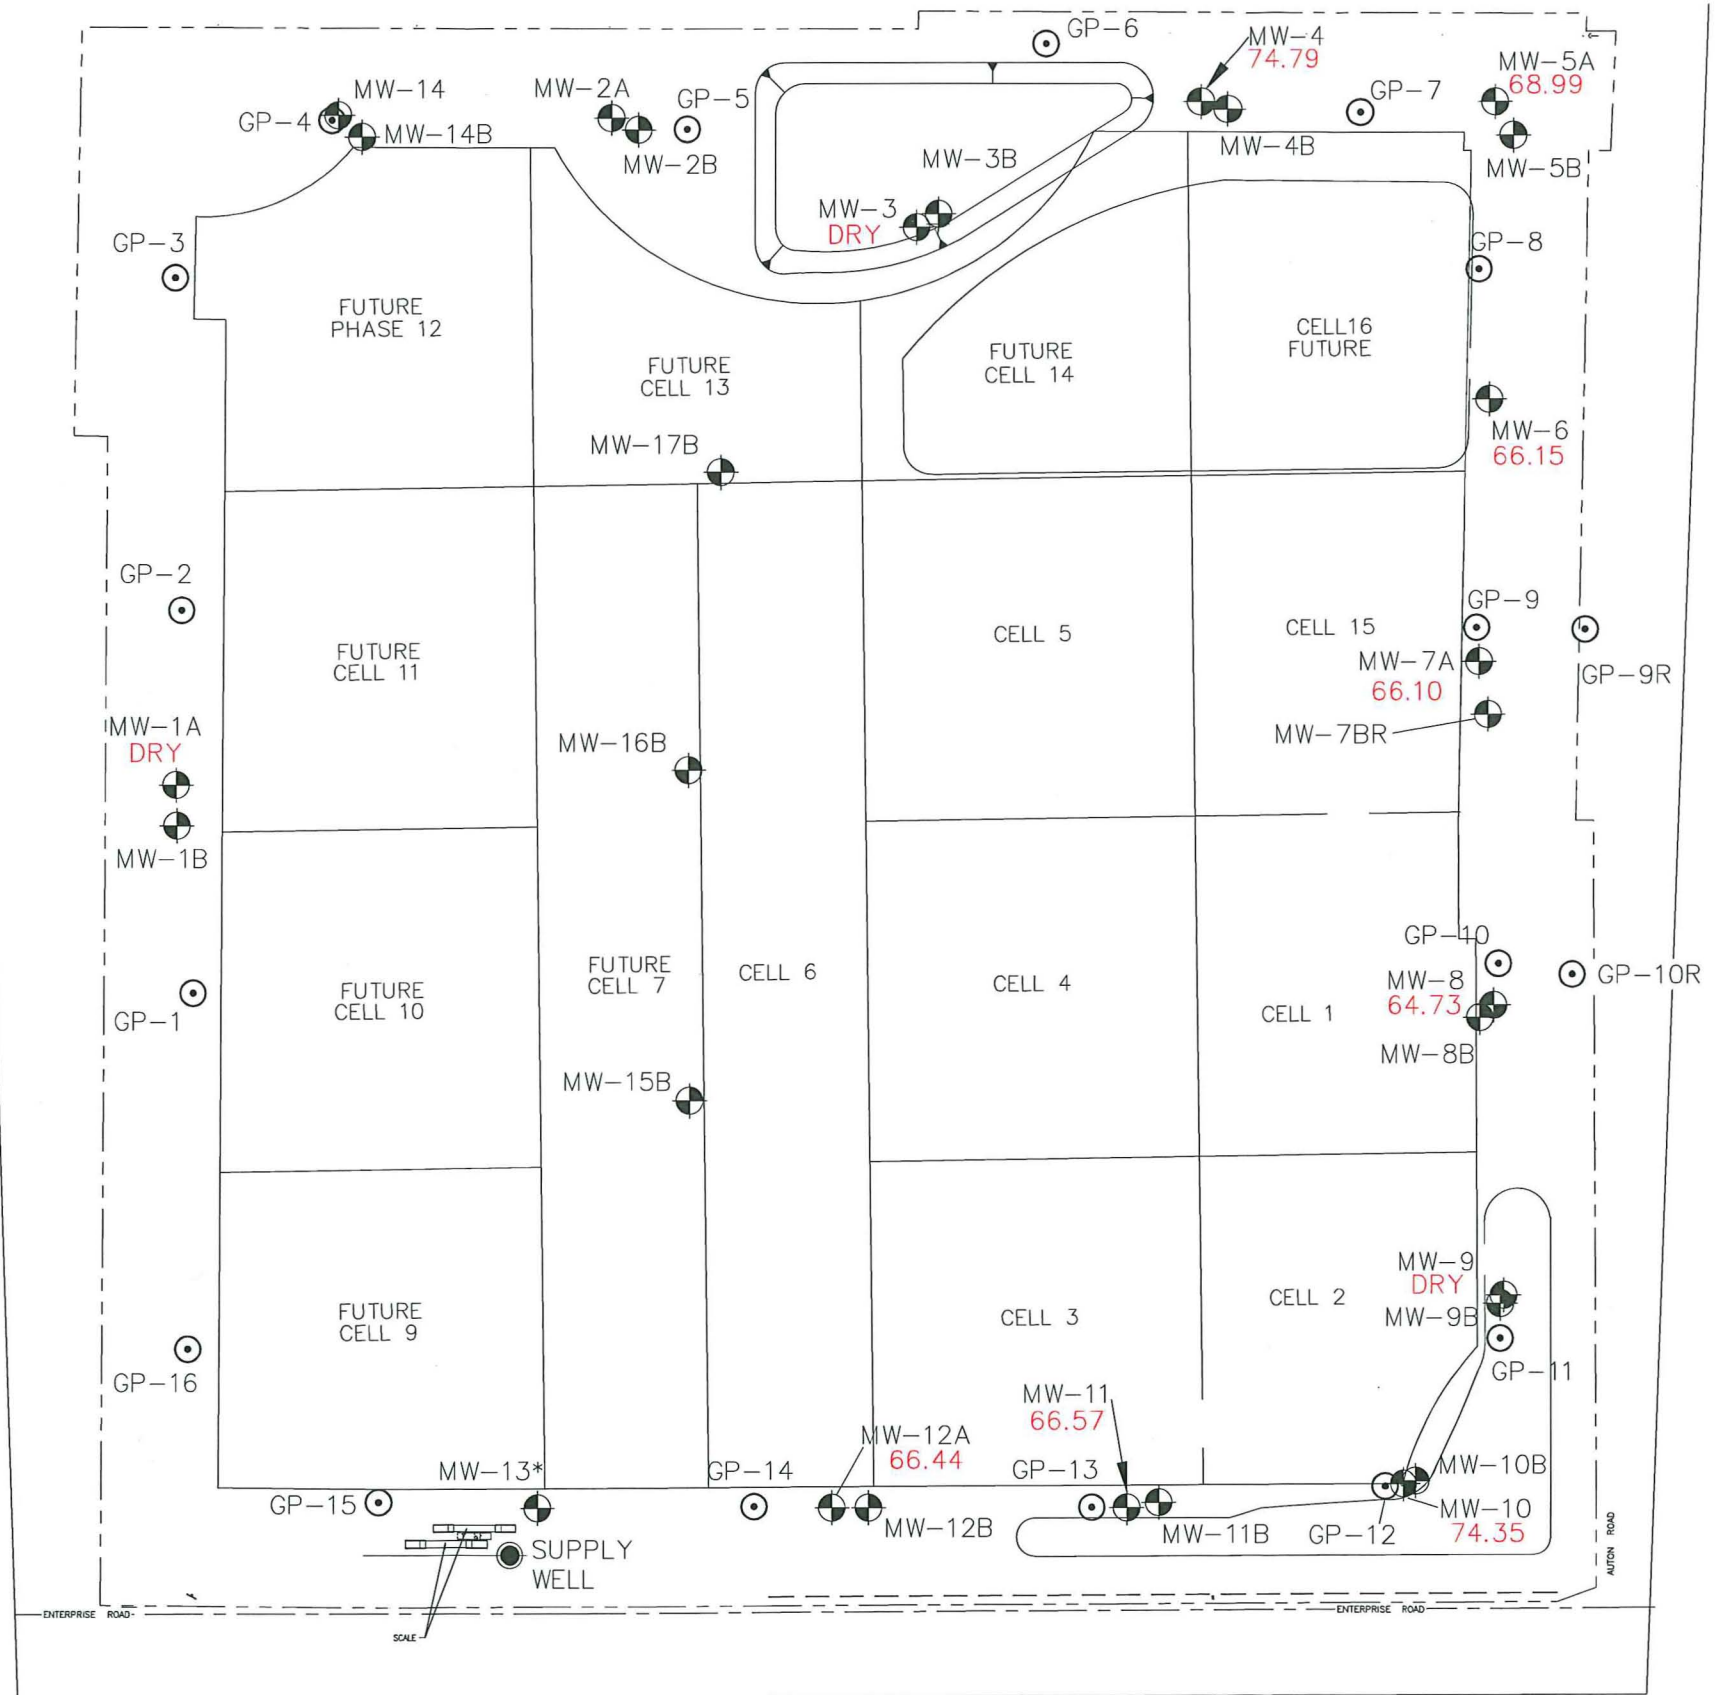 GP-6
MW-4
74.79
MW-5A
68.99
MW-14
MW-2A
GP-5
GP-7
GP-4
MW-14B
MW-2B
MW-3B
MW-4B
MW-5B
MW-3
DRY
GP-3
GP-8
FUTURE
PHASE 12
FUTURE
CELL 13
FUTURE
CELL 14
CELL16
FUTURE
MW-17B
MW-6
66.15
GP-2
GP-9
CELL 5
CELL 15
FUTURE
CELL 11
MW-7A
66.10
GP-9R
MW-1A
DRY
MW-16B
MW-7BR
MW-1B
GP-10
FUTURE
CELL 7
CELL 6
CELL 4
MW-8
64.73
GP-10R
FUTURE
CELL 10
GP-1
CELL 1
MW-8B
MW-15B
MW-9
DRY
CELL 2
FUTURE
CELL 9
CELL 3
MW-9B
GP-16
GP-11
MW-11
66.57
MW-12A
66.44
MW-13*
GP-14
GP-13
MW-10B
GP-15
MW-10
74.35
MW-12B
MW-11B
GP-12
SUPPLY
WELL
AUTON ROAD
ENTERPRISE ROAD
ENTERPRISE ROAD
SCALE